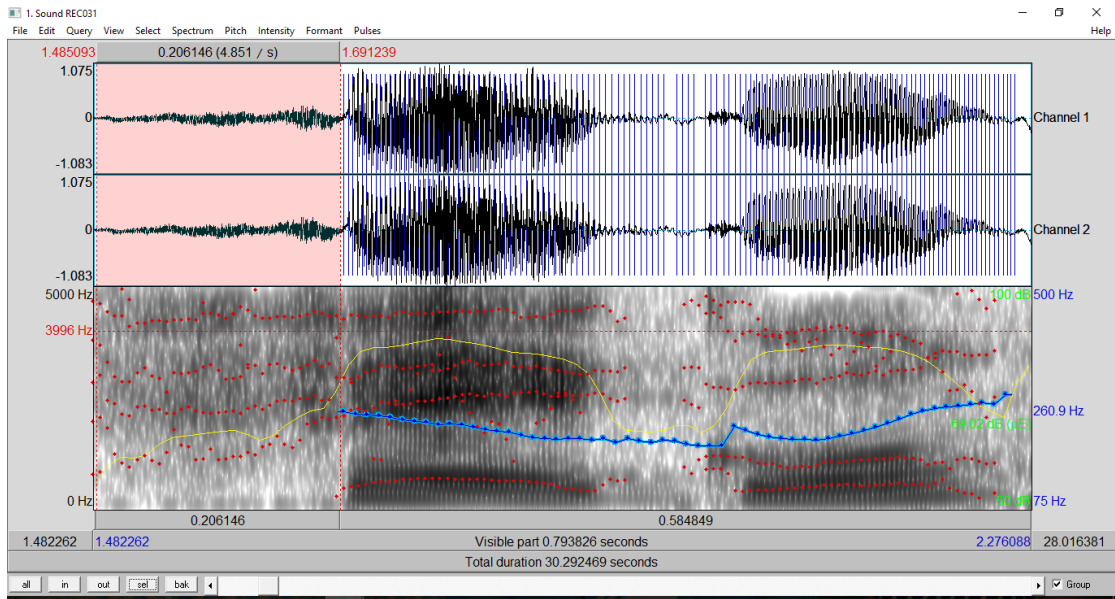 1. Sound REC031
File Edit Query View Select Spectrum Pitch Intensity Formant Pulses Help
1.485093 0.206146 (4.851 / s) 1.691239
1.075
0 Channel 1
-1.083
1.075
0 Channel 2
-1.083
5000 Hz 100 dB 500 Hz
3996 Hz
260.9 Hz
69.02 dB (µE)
0 Hz 75 Hz
0.206146 0.584849
1.482262 1.482262 Visible part 0.793826 seconds 2.276088 28.016381
Total duration 30.292469 seconds
all in out sel bak Group